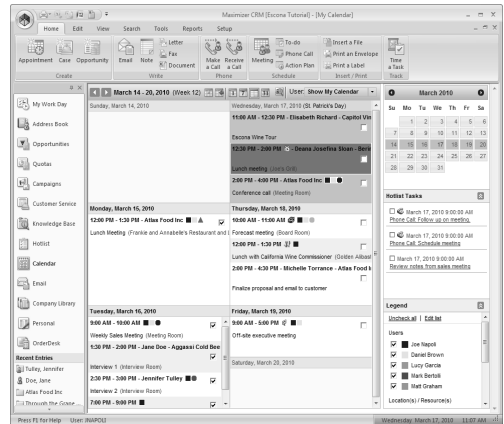 Maximizer CRM [Escona Tutorial] - [My Calendar]
Home Edit View Search Tools Reports Setup
Appointment Case Opportunity
Create
Email Note Letter
Fax
Document
Write
Make a Call Receive a Call
Phone
Meeting To-do
Phone Call
Action Plan
Schedule
Insert a File
Print an Envelope
Print a Letter
Insert / Print
Time a Task
Track
My Work Day
Address Book
Opportunities
Quotas
Campaigns
Customer Service
Knowledge Base
Hotlist
Calendar
Email
Company Library
Personal
OrderDesk
Recent Entries
Tulley, Jennifer
Doe, Jane
Atlas Food Inc
Through the Grape ...
March 14 - 20, 2010 (Week 12)
User: Show My Calendar
Sunday, March 14, 2010
Monday, March 15, 2010
12:00 PM - 1:30 PM - Atlas Food Inc
Lunch Meeting (Frankie and Annabelle's Restaurant and
Tuesday, March 16, 2010
9:00 AM - 10:00 AM
Weekly Sales Meeting (Meeting Room)
1:30 PM - 2:00 PM - Jane Doe - Aggassi Cold Bee
Interview 1 (Interview Room)
2:30 PM - 3:00 PM - Jennifer Tulley
Interview 2 (Interview Room)
7:00 PM - 9:00 PM
Wednesday, March 17, 2010 (St. Patrick's Day)
11:00 AM - 12:30 PM - Elisabeth Richard - Capitol Vin
Escona Wine Tour
12:30 PM - 2:00 PM - Deana Josefina Sloan - Beri
Lunch meeting
2:00 PM - 4:00 PM - Atlas Food Inc
Conference call (Meeting Room)
Thursday, March 18, 2010
10:00 AM - 11:00 AM
Forecast meeting (Board Room)
12:00 PM - 1:30 PM
Lunch with California Wine Commissioner (Golden Alibas
2:00 PM - 4:30 PM - Michelle Torrance - Atlas Food I
Finalize proposal and email to customer
Friday, March 19, 2010
9:00 AM - 5:00 PM
Off-site executive meeting
Saturday, March 20, 2010
March 2010
Su Mo Tu We Th Fr Sa
1 2 3 4 5 6
7 8 9 10 11 12 13
14 15 16 17 18 19 20
21 22 23 24 25 26 27
28 29 30 31
Hotlist Tasks
March 17, 2010 9:00:00 AM
Phone Call: Follow up on meeting.
March 17, 2010 9:00:00 AM
Phone Call: Schedule meeting
March 17, 2010 9:00:00 AM
Review notes from sales meeting
Legend
Uncheck all | Edit list
Users
Joe Napoli
Daniel Brown
Lucy Garcia
Mark Bertoli
Matt Graham
Location(s) / Resource(s)
Press F1 for Help User: JNAPOLI
Wednesday March 17, 2010 11:07 AM